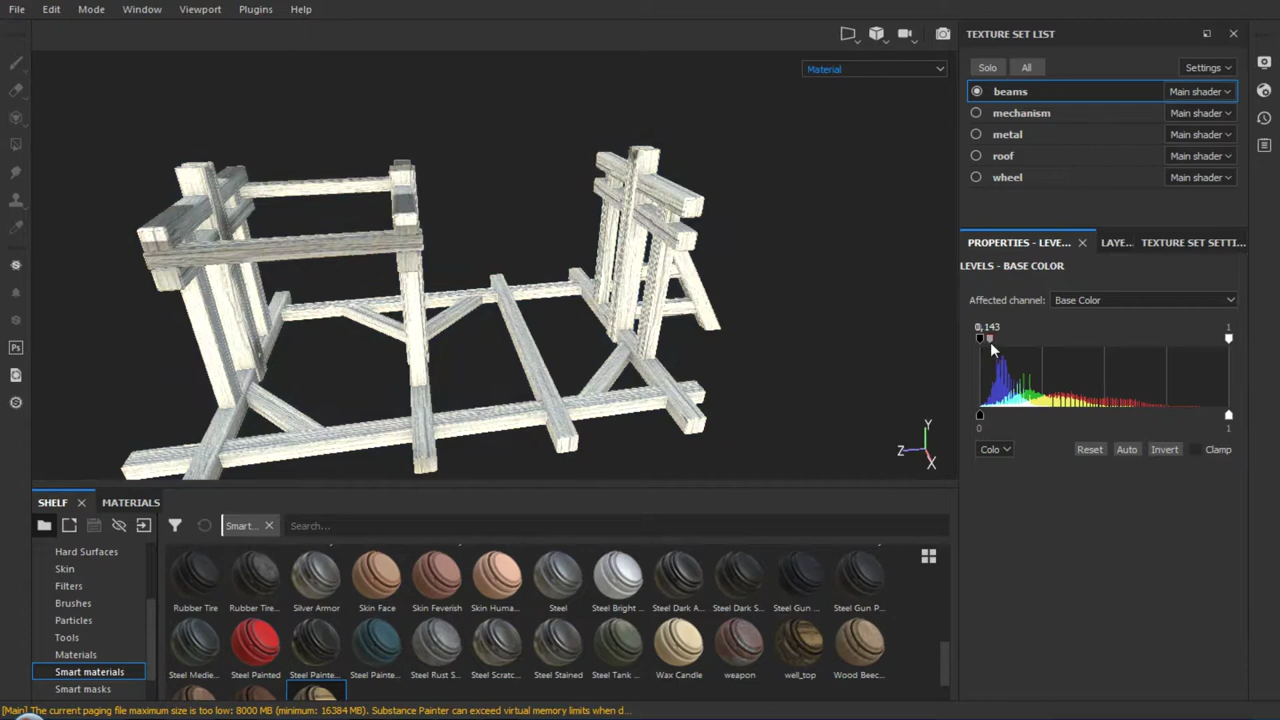 File Edit Mode Window Viewport Plugins Help
Material
TEXTURE SET LIST
Solo All Settings
beams Main shader
mechanism Main shader
metal Main shader
roof Main shader
wheel Main shader
PROPERTIES - LEVE... LAYE... TEXTURE SET SETTI...
LEVELS - BASE COLOR
Affected channel: Base Color
0,143 1
0 1
Colo Reset Auto Invert Clamp
Y
Z
X
Ps
SHELF MATERIALS
Smart... Search...
Hard Surfaces
Skin
Filters
Brushes
Particles
Tools
Materials
Smart materials
Smart masks
Rubber Tire Rubber Tire... Silver Armor Skin Face Skin Feverish Skin Huma... Steel Steel Bright ... Steel Dark A... Steel Dark S... Steel Gun ... Steel Gun P...
Steel Medie... Steel Painted Steel Painte... Steel Painte... Steel Rust S... Steel Scratc... Steel Stained Steel Tank ... Wax Candle weapon well_top Wood Beec...
[Main] The current paging file maximum size is too low: 8000 MB (minimum: 16384 MB). Substance Painter can exceed virtual memory limits when d...